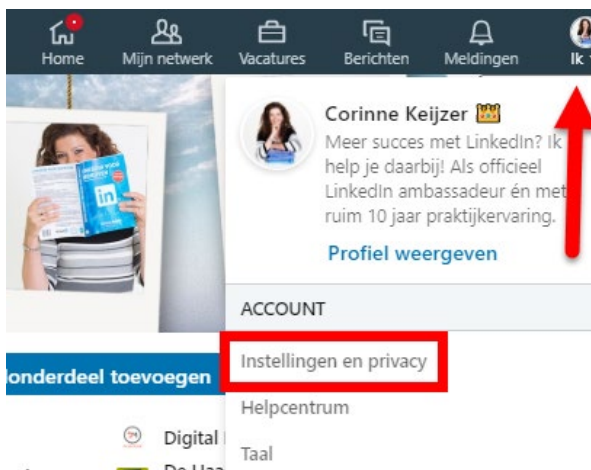 Home
Mijn netwerk
Vacatures
Berichten
Meldingen
Ik
Corinne Keijzer
Meer succes met LinkedIn? Ik
help je daarbij! Als officieel
LinkedIn ambassadeur én met
ruim 10 jaar praktijkervaring.
Profiel weergeven
in
ACCOUNT
Instellingen en privacy
onderdeel toevoegen
Helpcentrum
Digital
Taal
De